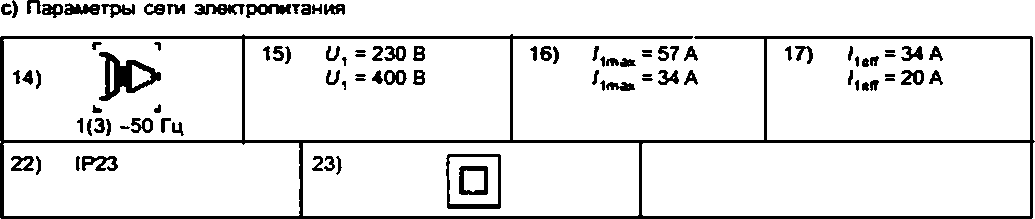 с) Параметры сети электропитания
14)
1(3) ~50 Гц
15) U1 = 230 В
U1 = 400 В
16) I1max = 57 А
I1max = 34 А
17) I1eff = 34 А
I1eff = 20 А
22) IP23
23)